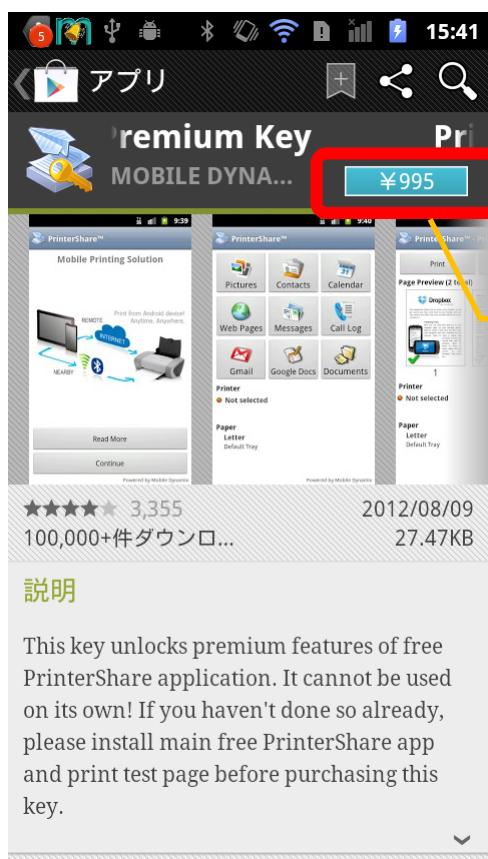 5
15:41
アプリ
remium Key
Pri
MOBILE DYNA...
¥995
9:39
PrinterShare™
Mobile Printing Solution
Print from Android device!
Anytime, Anywhere.
REMOTE
INTERNET
NEARBY
Read More
Continue
Powered by Mobile Dynamix
9:40
PrinterShare™
Pictures
Contacts
Calendar
Web Pages
Messages
Call Log
Gmail
Google Docs
Documents
Printer
Not selected
Paper
Letter
Default Tray
Powered by Mobile Dynamix
PrinterShare™
Print
Page Preview (2 total)
Dropbox
1
Printer
Not selected
Paper
Letter
Default Tray
3,355
2012/08/09
100,000+件ダウンロ...
27.47KB
説明
This key unlocks premium features of free
PrinterShare application. It cannot be used
on its own! If you haven't done so already,
please install main free PrinterShare app
and print test page before purchasing this
key.